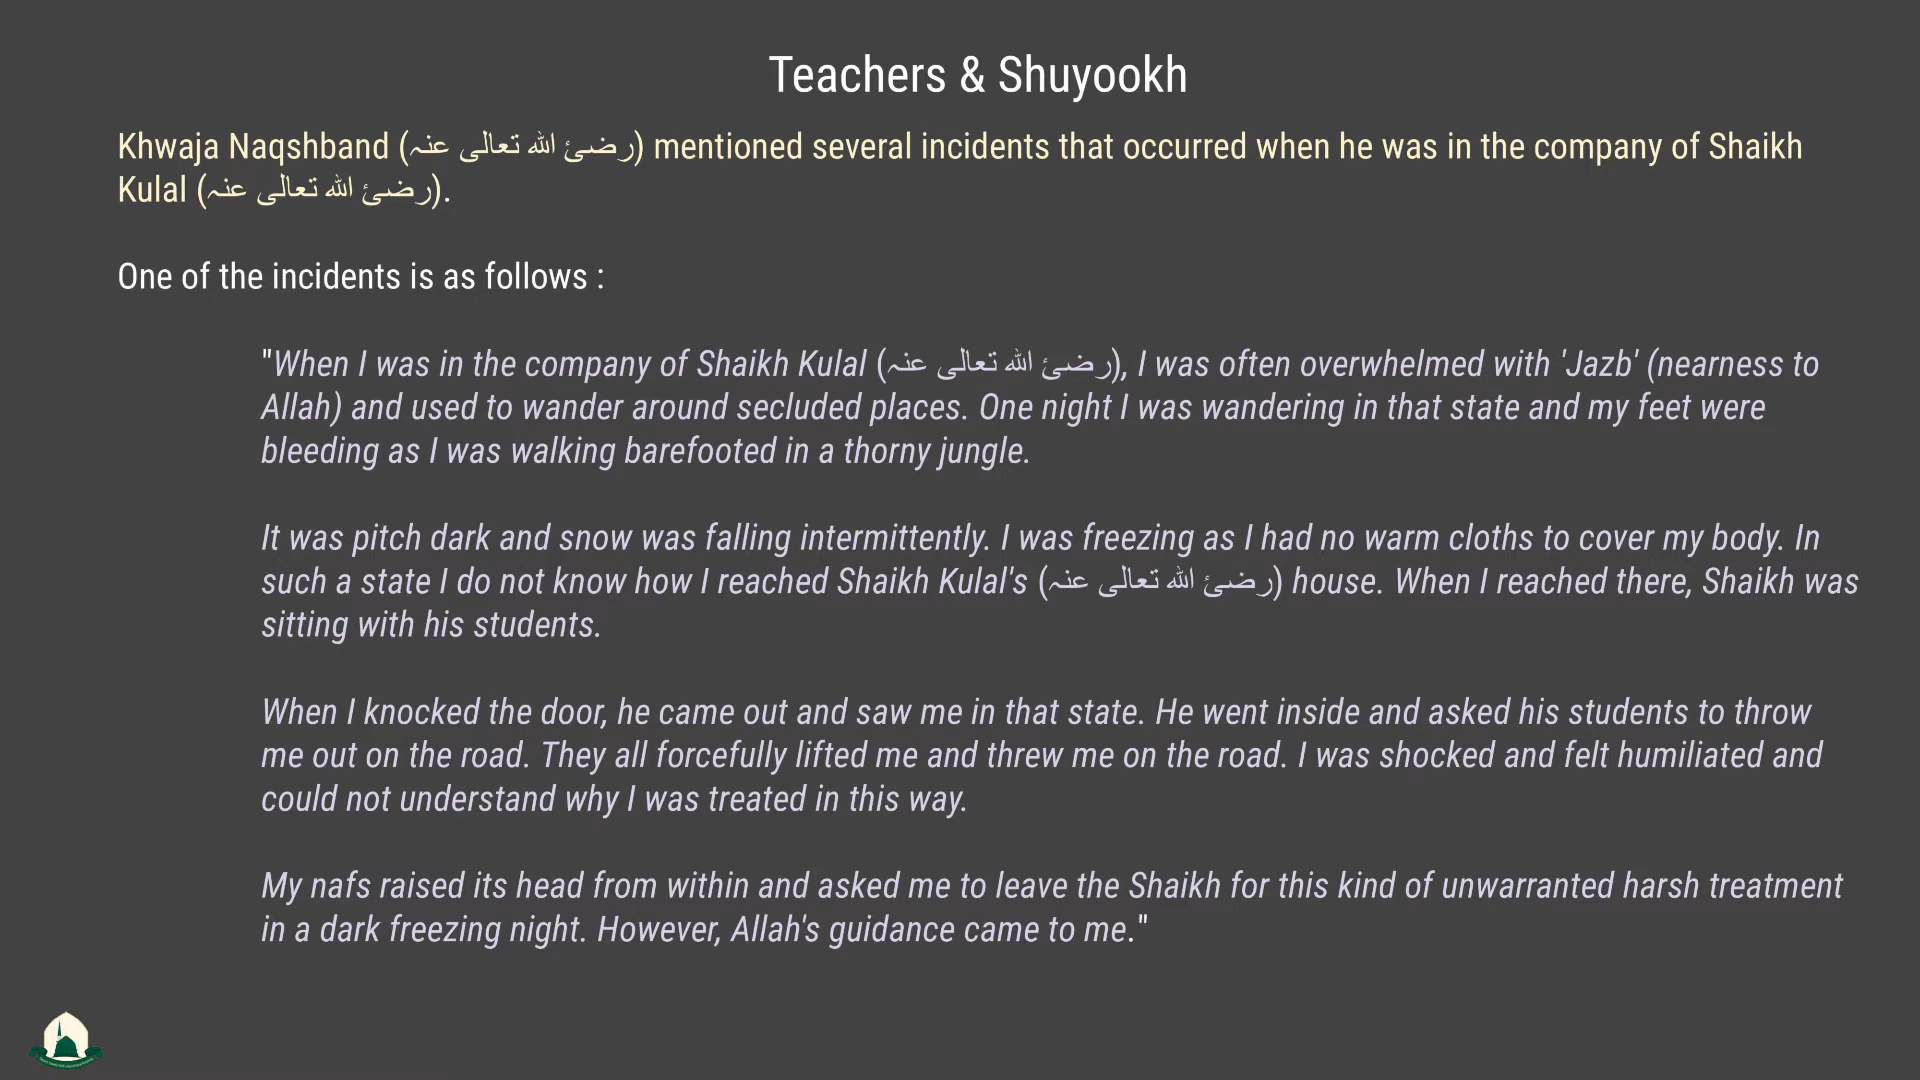 Teachers & Shuyookh
Khwaja Naqshband (رضئ اللہ تعالی عنہ) mentioned several incidents that occurred when he was in the company of Shaikh
Kulal (رضئ اللہ تعالی عنہ).
One of the incidents is as follows :
"When I was in the company of Shaikh Kulal (رضئ اللہ تعالی عنہ), I was often overwhelmed with 'Jazb' (nearness to
Allah) and used to wander around secluded places. One night I was wandering in that state and my feet were
bleeding as I was walking barefooted in a thorny jungle.
It was pitch dark and snow was falling intermittently. I was freezing as I had no warm cloths to cover my body. In
such a state I do not know how I reached Shaikh Kulal's (رضئ اللہ تعالی عنہ) house. When I reached there, Shaikh was
sitting with his students.
When I knocked the door, he came out and saw me in that state. He went inside and asked his students to throw
me out on the road. They all forcefully lifted me and threw me on the road. I was shocked and felt humiliated and
could not understand why I was treated in this way.
My nafs raised its head from within and asked me to leave the Shaikh for this kind of unwarranted harsh treatment
in a dark freezing night. However, Allah's guidance came to me."